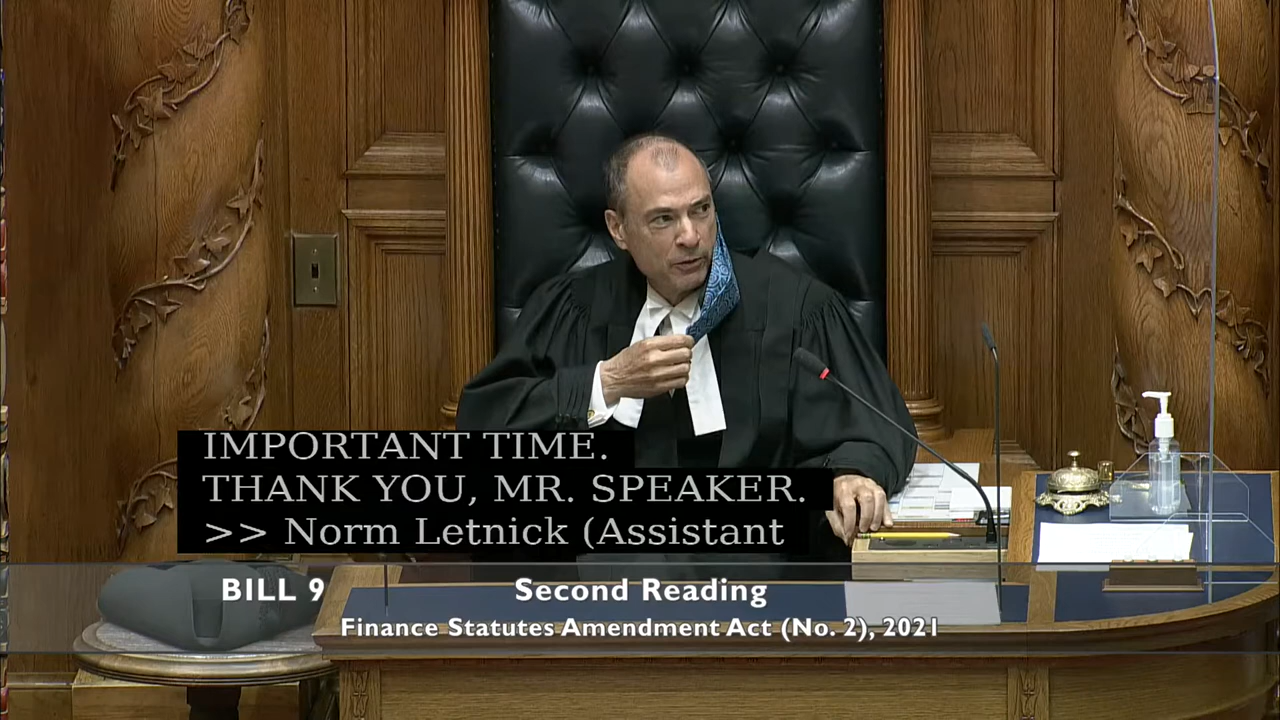 IMPORTANT TIME.
THANK YOU, MR. SPEAKER.
>> Norm Letnick (Assistant
BILL 9 Second Reading
Finance Statutes Amendment Act (No. 2), 2021